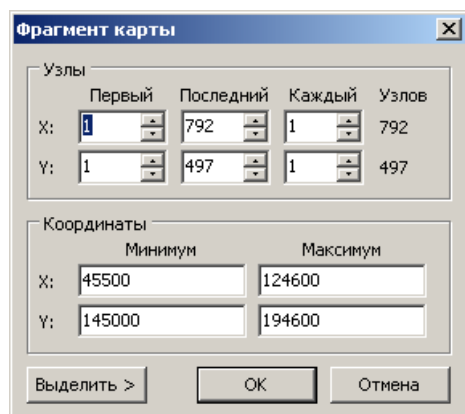 Фрагмент карты
Узлы
Первый Последний Каждый Узлов
X: 1 792 1 792
Y: 1 497 1 497
Координаты
Минимум Максимум
X: 45500 124600
Y: 145000 194600
Выделить > OK Отмена